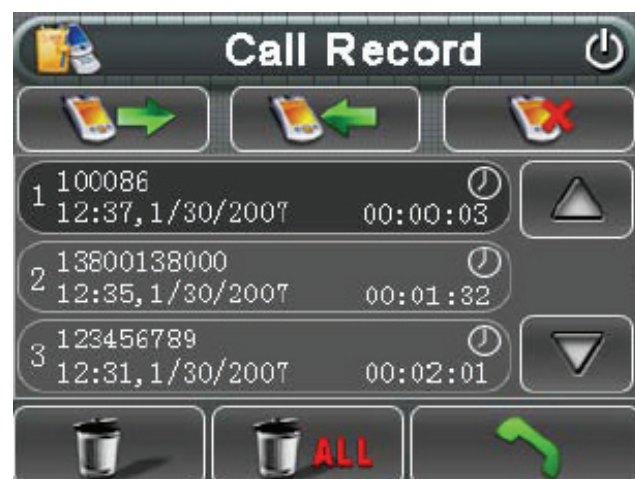 Call Record
1 100086
12:37, 1/30/2007 00:00:03
2 13800138000
12:35, 1/30/2007 00:01:32
3 123456789
12:31, 1/30/2007 00:02:01
ALL